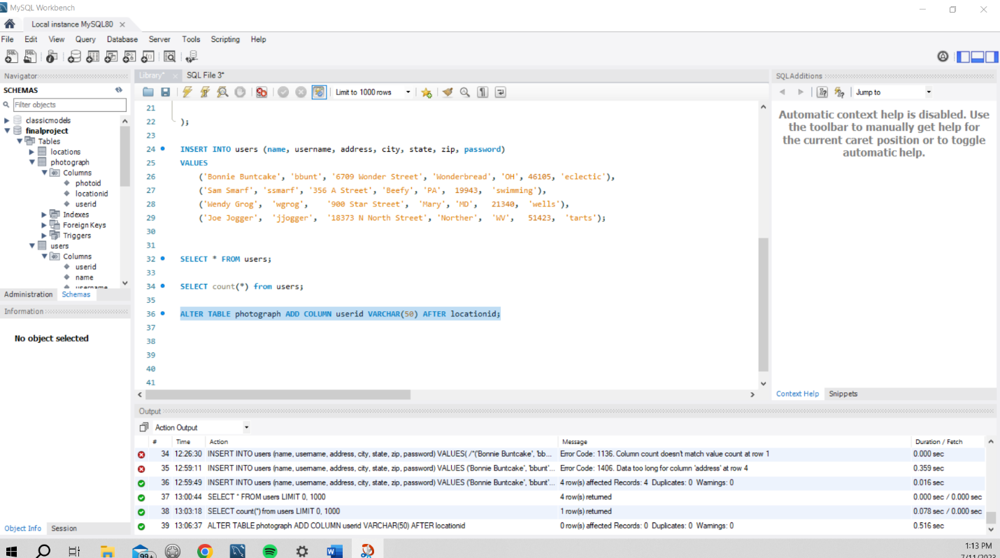 MySQL Workbench
Local instance MySQL80
File Edit View Query Database Server Tools Scripting Help
Navigator
SCHEMAS
Filter objects
classicmodels
finalproject
Tables
locations
photograph
Columns
photoid
locationid
userid
Indexes
Foreign Keys
Triggers
users
Columns
userid
name
username
Administration Schemas
Information
No object selected
Object Info Session
Library* SQL File 3*
Limit to 1000 rows
21
22 );
23
24 INSERT INTO users (name, username, address, city, state, zip, password)
25 VALUES
26 ('Bonnie Buntcake', 'bbunt', '6709 Wonder Street', 'Wonderbread', 'OH', 46105, 'eclectic'),
27 ('Sam Smarf', 'ssmarf', '356 A Street', 'Beefy', 'PA', 19943, 'swimming'),
28 ('Wendy Grog', 'wgrog', '900 Star Street', 'Mary', 'MD', 21340, 'wells'),
29 ('Joe Jogger', 'jjogger', '18373 N North Street', 'Norther', 'WV', 51423, 'tarts');
30
31
32 SELECT * FROM users;
33
34 SELECT count(*) from users;
35
36 ALTER TABLE photograph ADD COLUMN userid VARCHAR(50) AFTER locationid;
37
38
39
40
41
SQLAdditions
Jump to
Automatic context help is disabled. Use
the toolbar to manually get help for
the current caret position or to toggle
automatic help.
Context Help Snippets
Output
Action Output
# Time Action Message Duration / Fetch
34 12:26:30 INSERT INTO users (name, username, address, city, state, zip, password) VALUES( /*('Bonnie Buntcake', 'bb... Error Code: 1136. Column count doesn't match value count at row 1 0.000 sec
35 12:59:11 INSERT INTO users (name, username, address, city, state, zip, password) VALUES ('Bonnie Buntcake', 'bbunt'... Error Code: 1406. Data too long for column 'address' at row 4 0.359 sec
36 12:59:49 INSERT INTO users (name, username, address, city, state, zip, password) VALUES ('Bonnie Buntcake', 'bbunt'... 4 row(s) affected Records: 4 Duplicates: 0 Warnings: 0 0.016 sec
37 13:00:44 SELECT * FROM users LIMIT 0, 1000 4 row(s) returned 0.000 sec / 0.000 sec
38 13:03:18 SELECT count(*) from users LIMIT 0, 1000 1 row(s) returned 0.078 sec / 0.000 sec
39 13:06:37 ALTER TABLE photograph ADD COLUMN userid VARCHAR(50) AFTER locationid 0 row(s) affected Records: 0 Duplicates: 0 Warnings: 0 0.516 sec
99+
1:13 PM
7/11/2023